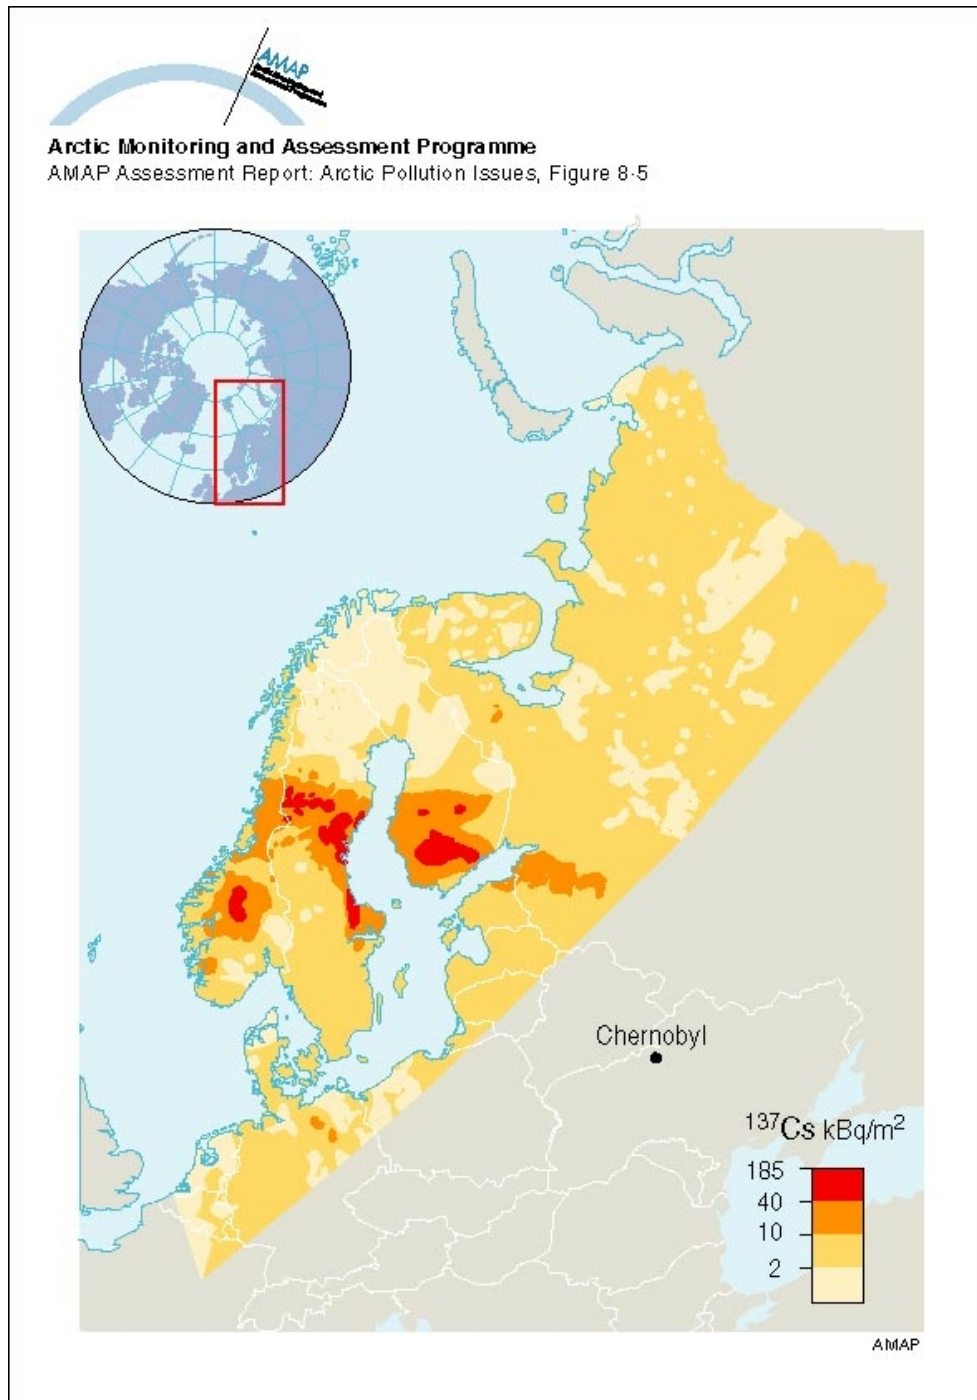 AMAP
Arctic Monitoring and Assessment Programme
AMAP Assessment Report: Arctic Pollution Issues, Figure 8-5
Chernobyl
¹³⁷Cs kBq/m²
185
40
10
2
AMAP